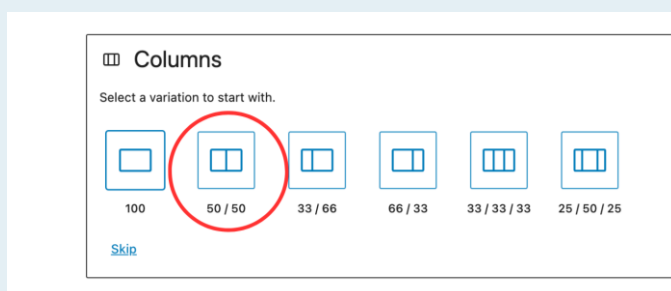 Columns
Select a variation to start with.
100
50 / 50
33 / 66
66 / 33
33 / 33 / 33
25 / 50 / 25
Skip